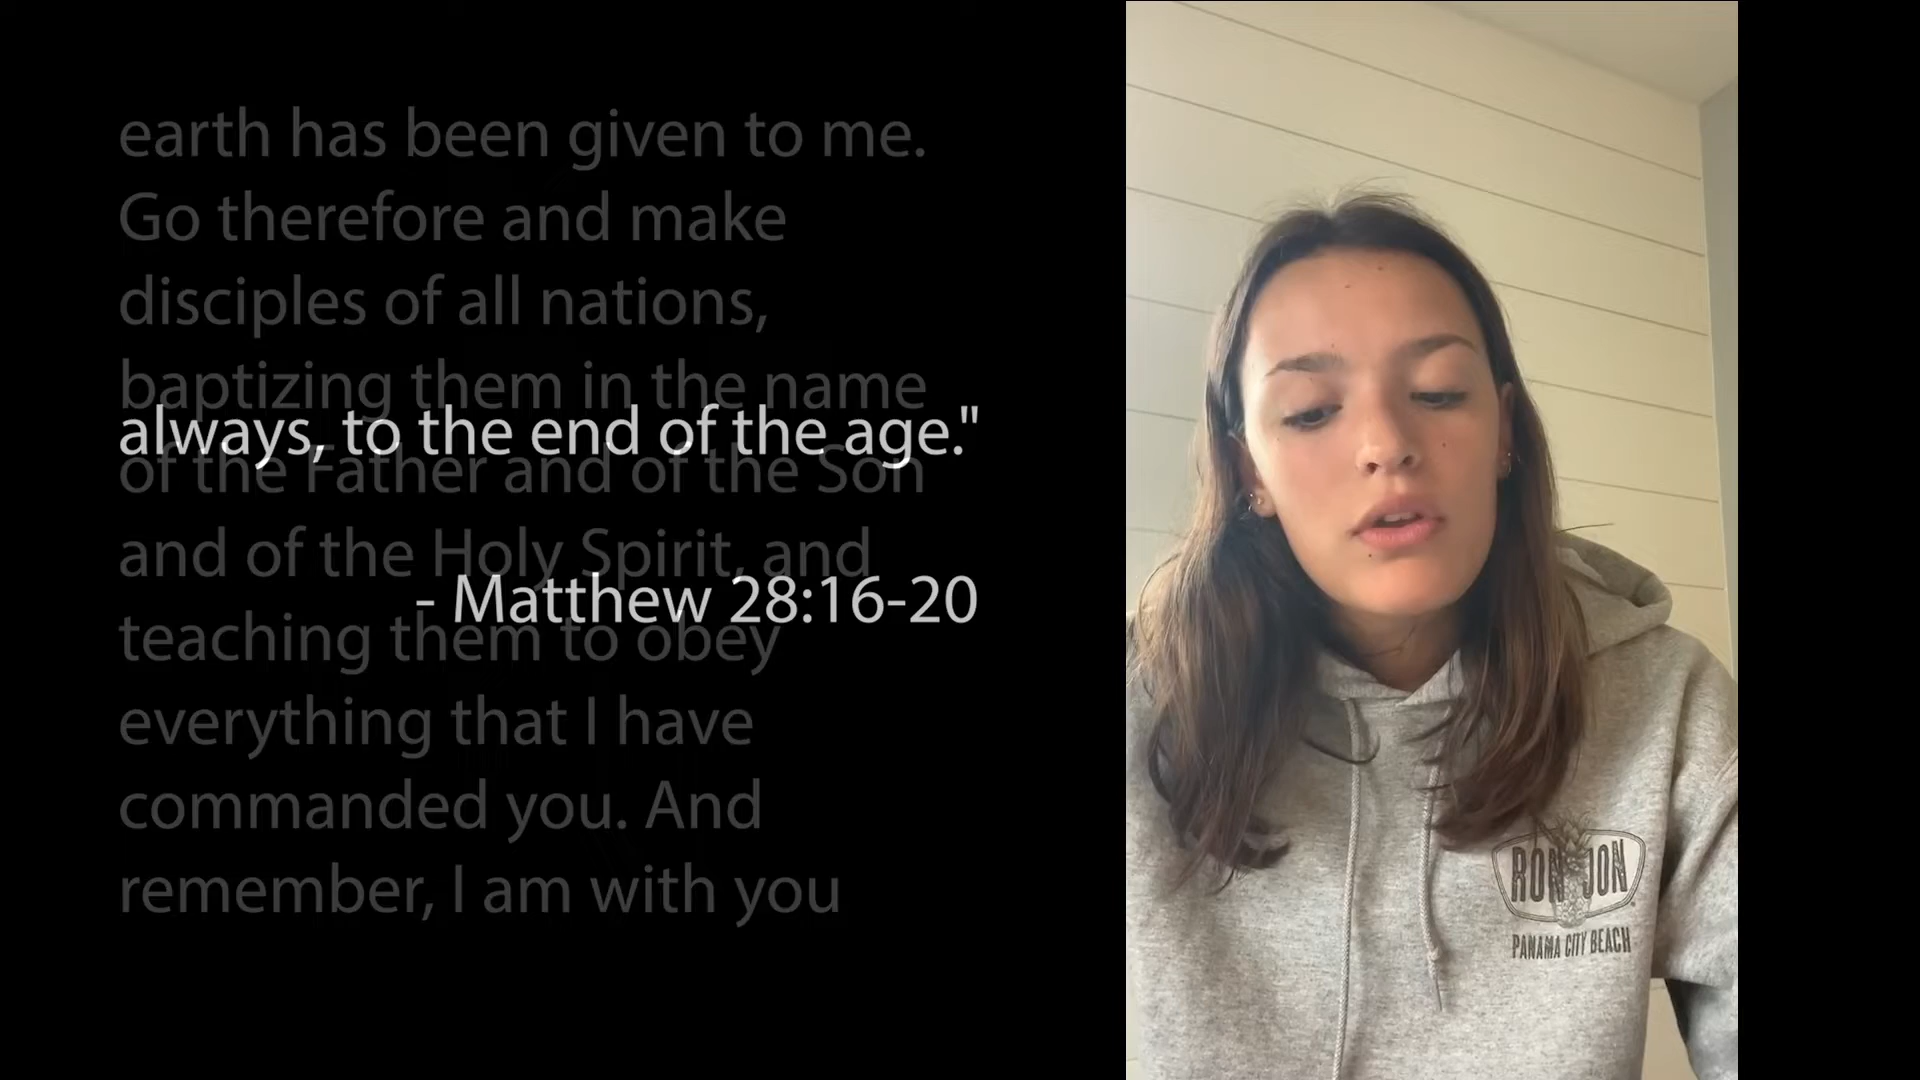 earth has been given to me.
Go therefore and make
disciples of all nations,
baptizing them in the name
always, to the end of the age."
of the Father and of the Son
and of the Holy Spirit, and
- Matthew 28:16-20
teaching them to obey
everything that I have
commanded you. And
remember, I am with you
RON JON
PANAMA CITY BEACH